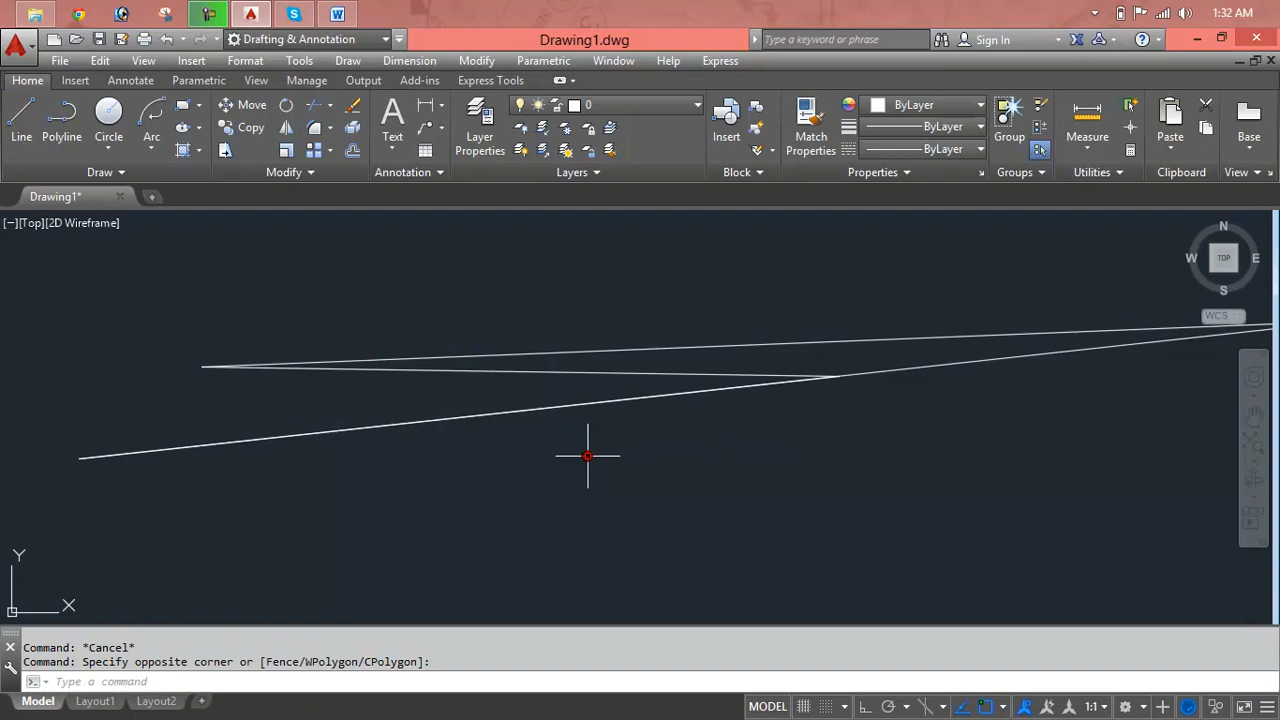 1:32 AM
Drafting & Annotation
Drawing1.dwg
Type a keyword or phrase
Sign In
File Edit View Insert Format Tools Draw Dimension Modify Parametric Window Help Express
Home Insert Annotate Parametric View Manage Output Add-ins Express Tools
Line Polyline Circle Arc
Move
Copy
Text
Layer Properties
0
Insert
Match Properties
ByLayer
ByLayer
ByLayer
Group
Measure
Paste
Base
Draw Modify Annotation Layers Block Properties Groups Utilities Clipboard View
Drawing1*
[−][Top][2D Wireframe]
N
W TOP E
S
WCS
Y
X
Command: *Cancel*
Command: Specify opposite corner or [Fence/WPolygon/CPolygon]:
Type a command
Model Layout1 Layout2
MODEL 1:1